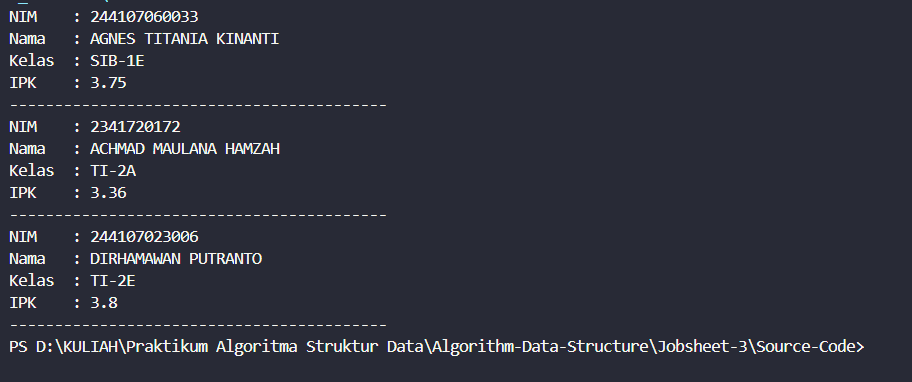 NIM    : 244107060033
Nama   : AGNES TITANIA KINANTI
Kelas  : SIB-1E
IPK    : 3.75
------------------------------------------
NIM    : 2341720172
Nama   : ACHMAD MAULANA HAMZAH
Kelas  : TI-2A
IPK    : 3.36
------------------------------------------
NIM    : 244107023006
Nama   : DIRHAMAWAN PUTRANTO
Kelas  : TI-2E
IPK    : 3.8
------------------------------------------
PS D:\KULIAH\Praktikum Algoritma Struktur Data\Algorithm-Data-Structure\Jobsheet-3\Source-Code>